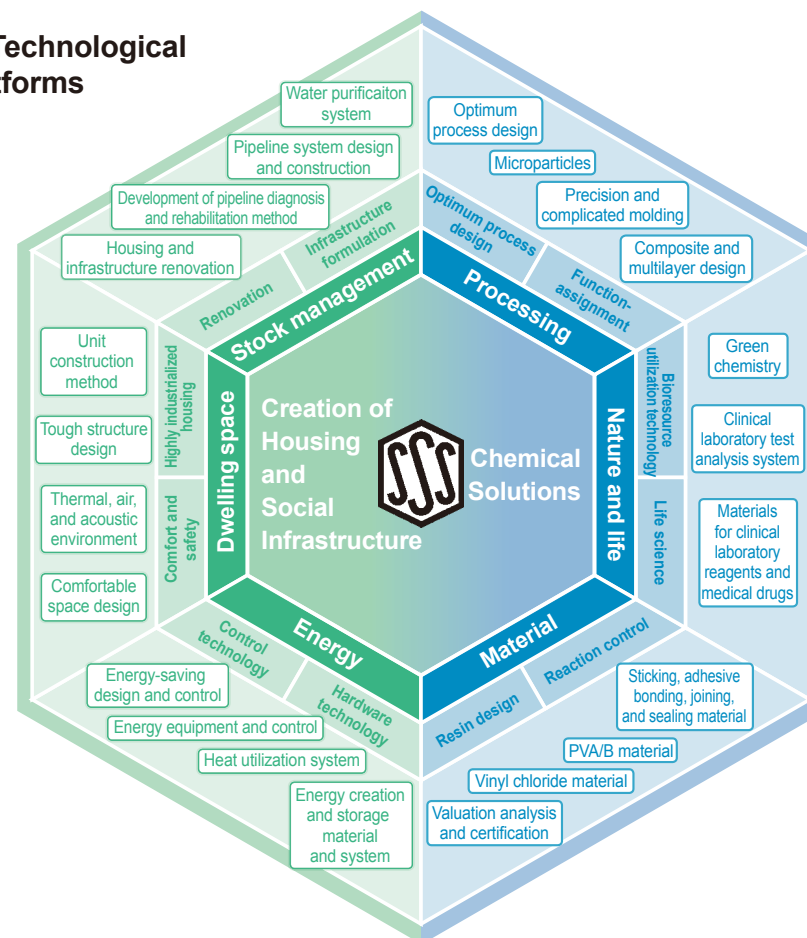 Technological
tforms
Water purificaiton
system
Pipeline system design
and construction
Development of pipeline diagnosis
and rehabilitation method
Housing and
infrastructure renovation
Infrastructure
formulation
Renovation
Stock management
Optimum
process design
Microparticles
Precision and
complicated molding
Composite and
multilayer design
Optimum process
design
Function-
assignment
Processing
Unit
construction
method
Tough structure
design
Thermal, air,
and acoustic
environment
Comfortable
space design
Highly industrialized
housing
Comfort and
safety
Dwelling space
Creation of
Housing
and
Social
Infrastructure
SSS
Chemical
Solutions
Nature and life
Bioresource
utilization technology
Life science
Green
chemistry
Clinical
laboratory test
analysis system
Materials
for clinical
laboratory
reagents and
medical drugs
Energy
Control
technology
Hardware
technology
Energy-saving
design and control
Energy equipment and control
Heat utilization system
Energy creation
and storage
material
and system
Material
Reaction control
Resin design
Sticking, adhesive
bonding, joining,
and sealing material
PVA/B material
Vinyl chloride material
Valuation analysis
and certification